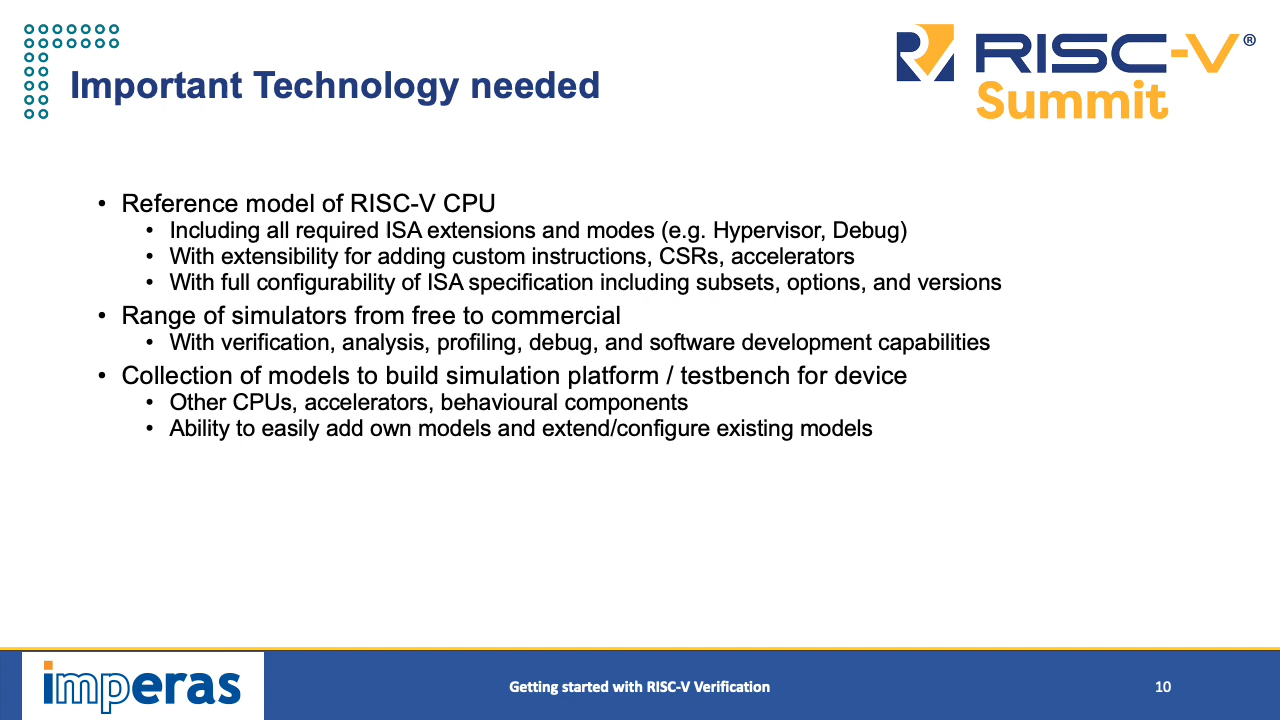 RISC-V®
Summit
Important Technology needed
• Reference model of RISC-V CPU
• Including all required ISA extensions and modes (e.g. Hypervisor, Debug)
• With extensibility for adding custom instructions, CSRs, accelerators
• With full configurability of ISA specification including subsets, options, and versions
• Range of simulators from free to commercial
• With verification, analysis, profiling, debug, and software development capabilities
• Collection of models to build simulation platform / testbench for device
• Other CPUs, accelerators, behavioural components
• Ability to easily add own models and extend/configure existing models
imperas
Getting started with RISC-V Verification
10